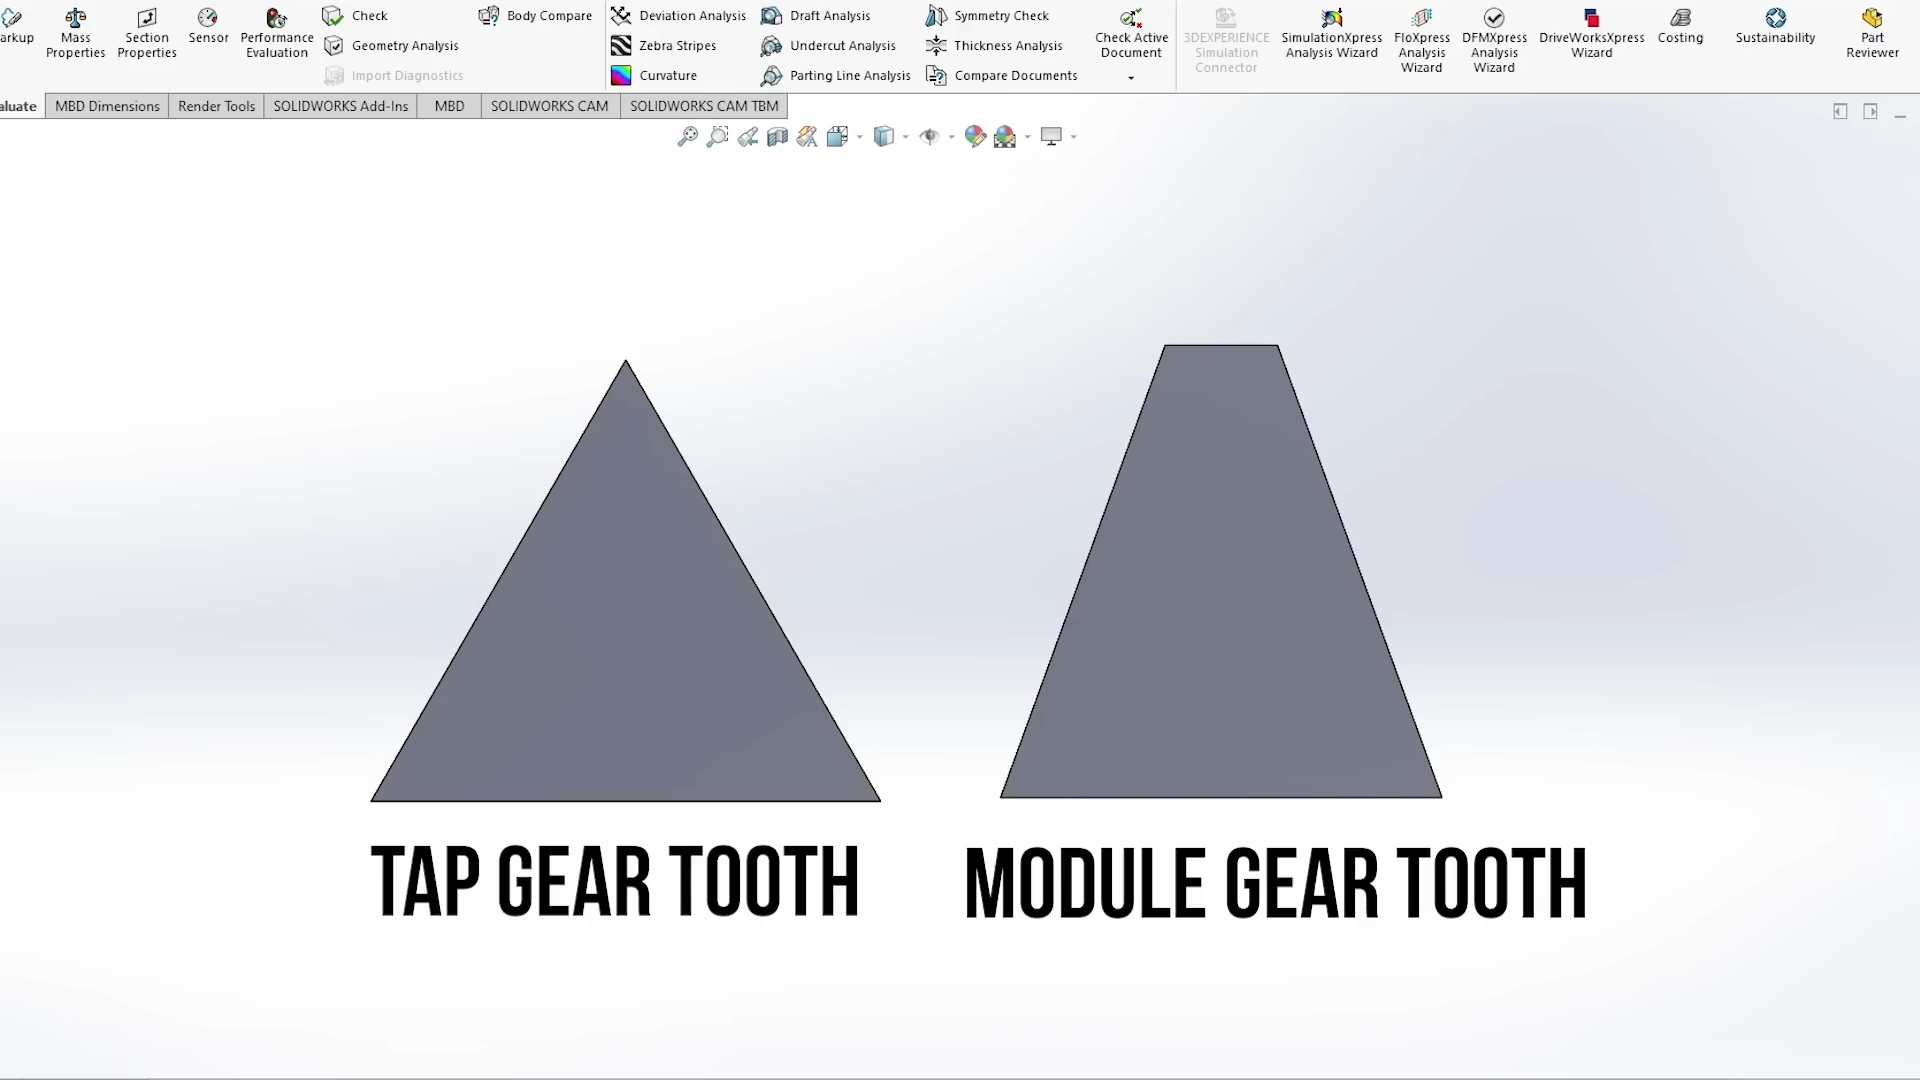 arkup
Mass
Properties
Section
Properties
Sensor
Performance
Evaluation
Check
Geometry Analysis
Import Diagnostics
Body Compare
Deviation Analysis
Zebra Stripes
Curvature
Draft Analysis
Undercut Analysis
Parting Line Analysis
Symmetry Check
Thickness Analysis
Compare Documents
Check Active
Document
3DEXPERIENCE
Simulation
Connector
SimulationXpress
Analysis Wizard
FloXpress
Analysis
Wizard
DFMXpress
Analysis
Wizard
DriveWorksXpress
Wizard
Costing
Sustainability
Part
Reviewer
aluate
MBD Dimensions
Render Tools
SOLIDWORKS Add-Ins
MBD
SOLIDWORKS CAM
SOLIDWORKS CAM TBM
TAP GEAR TOOTH
MODULE GEAR TOOTH